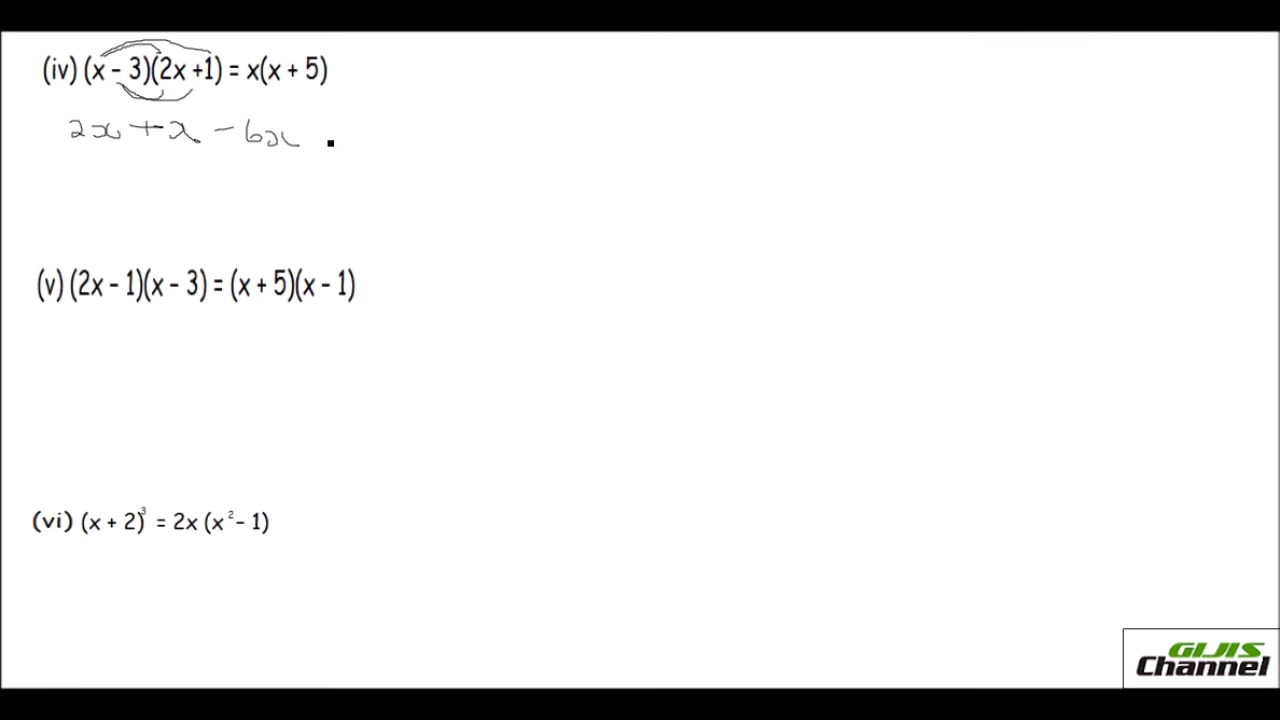 (iv) (x - 3)(2x +1) = x(x + 5)
2x + x - 6x
(v) (2x - 1)(x - 3) = (x + 5)(x - 1)
(vi) (x + 2)³ = 2x (x² - 1)
GIJIS
Channel